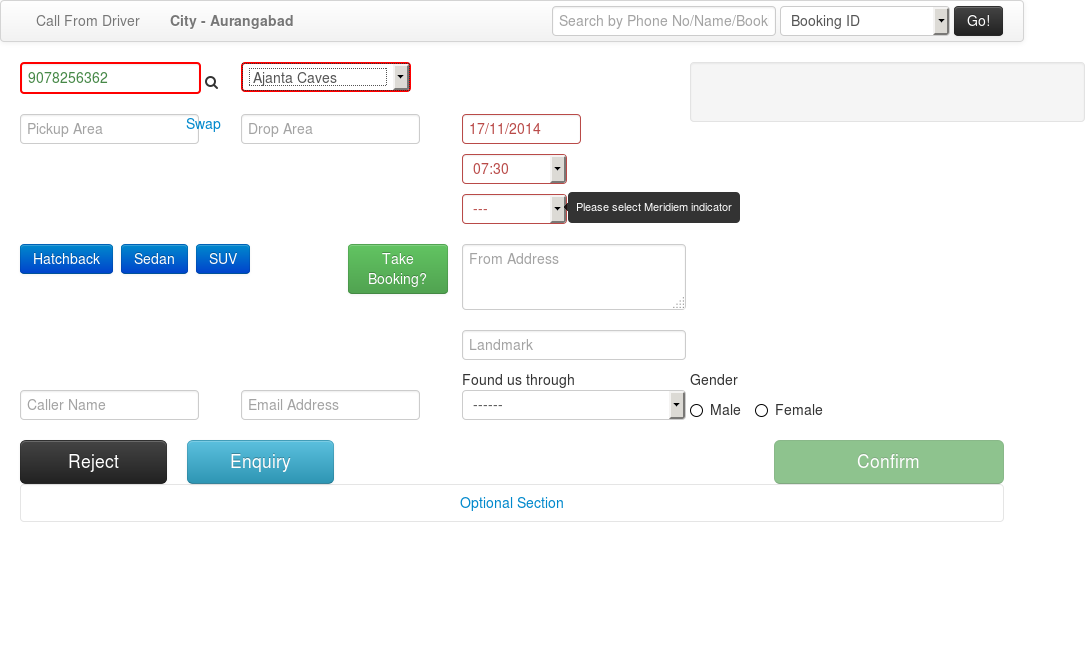 Call From Driver
City - Aurangabad
Search by Phone No/Name/Book
Booking ID
Go!
9078256362
Ajanta Caves
Pickup Area
Swap
Drop Area
17/11/2014
07:30
---
Please select Meridiem indicator
Hatchback
Sedan
SUV
Take
Booking?
From Address
Landmark
Found us through
Gender
Caller Name
Email Address
------
Male
Female
Reject
Enquiry
Confirm
Optional Section